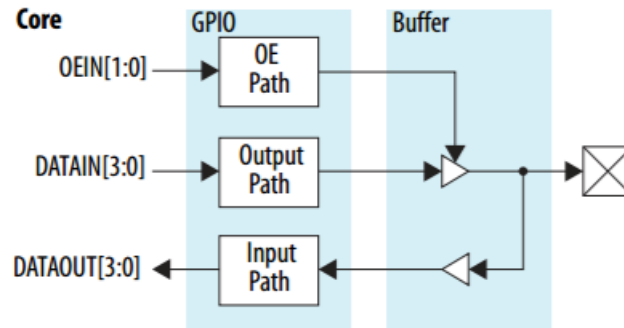 Core
GPIO
Buffer
OEIN[1:0]
OE
Path
DATAIN[3:0]
Output
Path
DATAOUT[3:0]
Input
Path